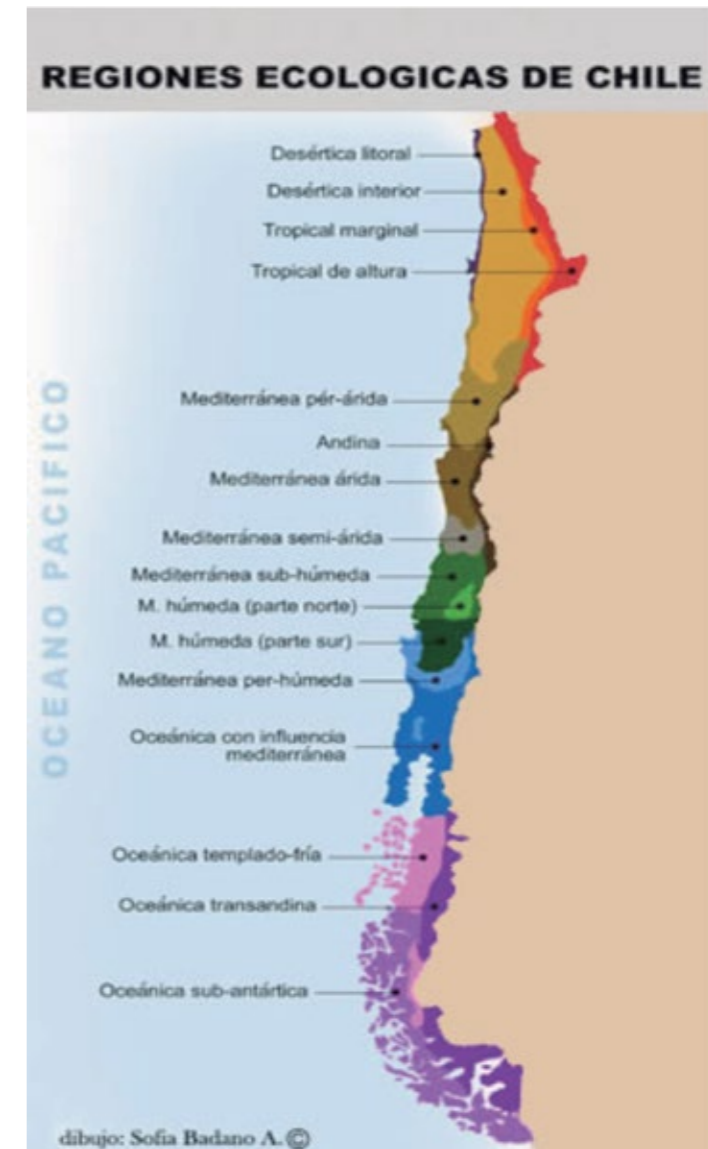 REGIONES ECOLOGICAS DE CHILE
Desértica litoral
Desértica interior
Tropical marginal
Tropical de altura
Mediterránea pér-árida
Andina
Mediterránea árida
Mediterránea semi-árida
Mediterránea sub-húmeda
M. húmeda (parte norte)
M. húmeda (parte sur)
Mediterránea per-húmeda
Oceánica con influencia
mediterránea
Oceánica templado-fría
Oceánica transandina
Oceánica sub-antártica
OCEANO PACIFICO
dibujo: Sofia Badano A.©